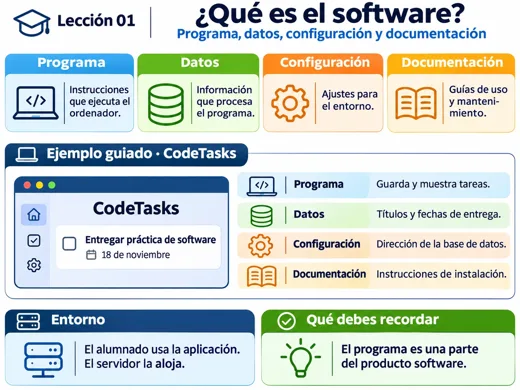 Lección 01
¿Qué es el software?
Programa, datos, configuración y documentación
Programa
Instrucciones
que ejecuta el
ordenador.
Datos
Información
que procesa
el programa.
Configuración
Ajustes para
el entorno.
Documentación
Guías de uso
y manteni-
miento.
Ejemplo guiado · CodeTasks
CodeTasks
Entregar práctica de software
18 de noviembre
Programa
Guarda y muestra tareas.
Datos
Títulos y fechas de entrega.
Configuración
Dirección de la base de datos.
Documentación
Instrucciones de instalación.
Entorno
El alumnado usa la aplicación.
El servidor la aloja.
Qué debes recordar
El programa es una parte
del producto software.